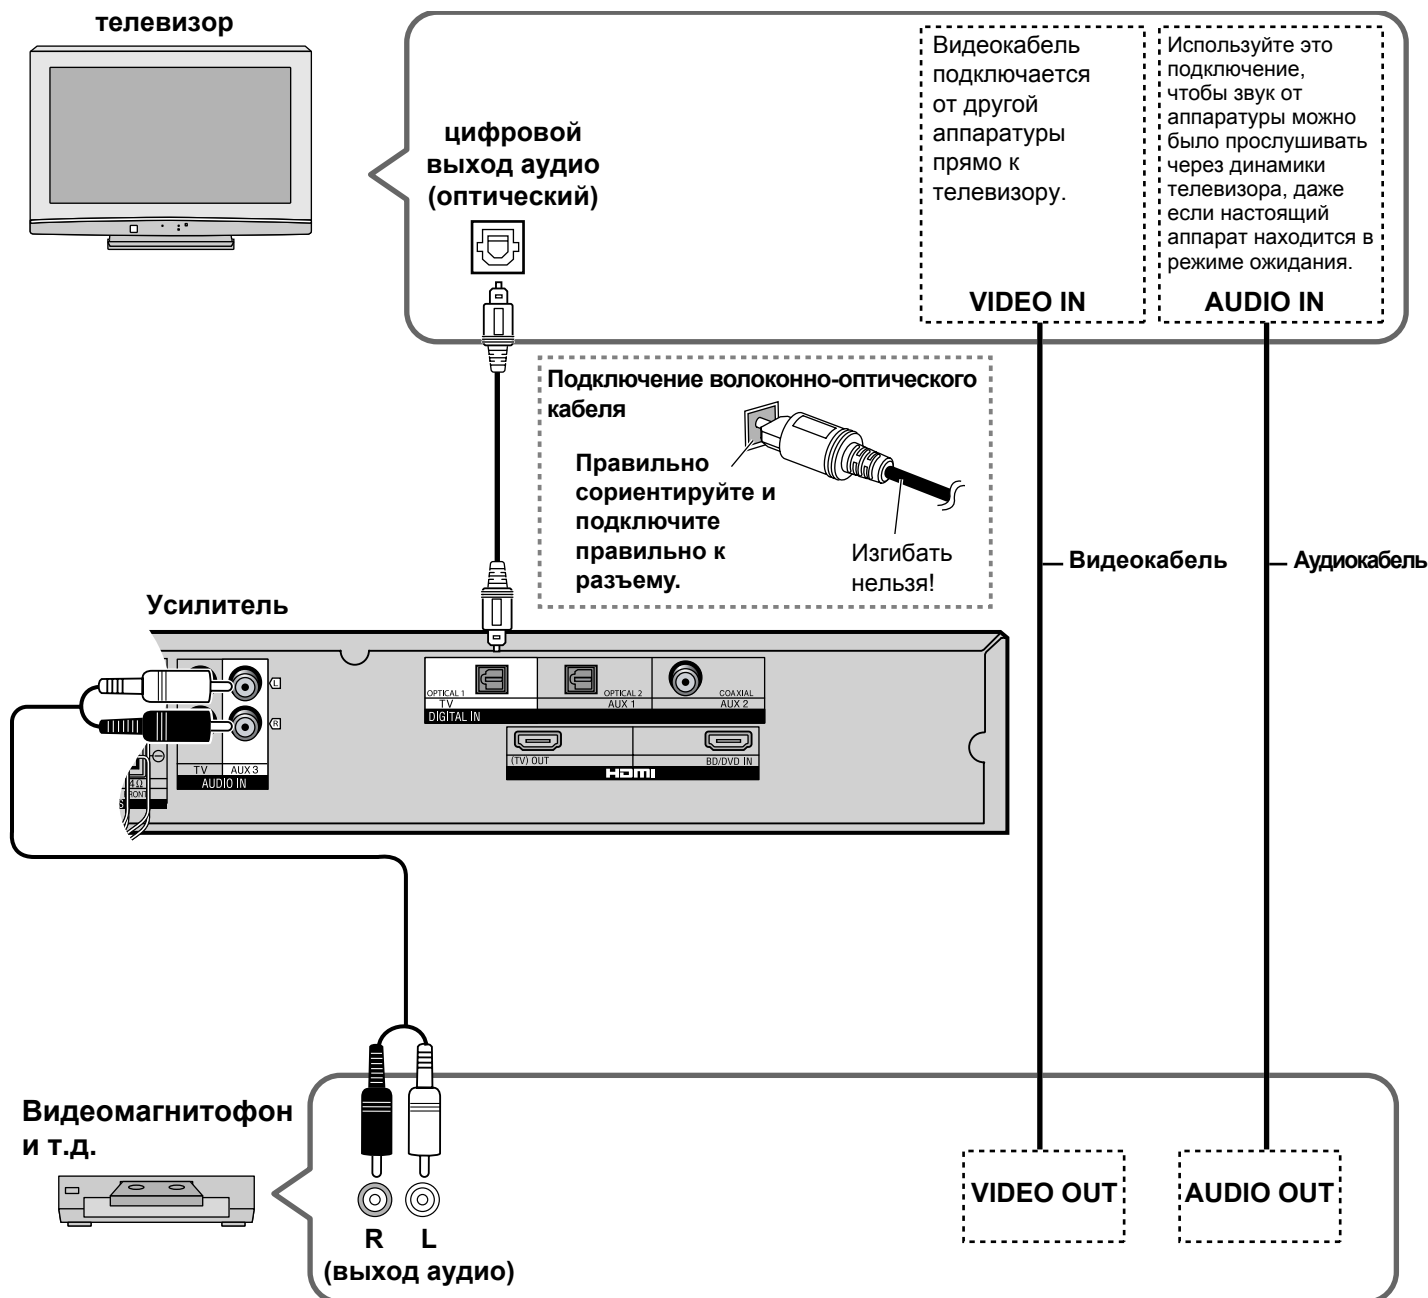 телевизор
цифровой
выход аудио
(оптический)
Видеокабель
подключается
от другой
аппаратуры
прямо к
телевизору.
VIDEO IN
Используйте это
подключение,
чтобы звук от
аппаратуры можно
было прослушивать
через динамики
телевизора, даже
если настоящий
аппарат находится в
режиме ожидания.
AUDIO IN
Подключение волоконно-оптического
кабеля
Правильно
сориентируйте и
подключите
правильно к
разъему.
Изгибать
нельзя!
Видеокабель
Аудиокабель
Усилитель
L
R
TV
AUX 3
AUDIO IN
4Ω
FRONT
OPTICAL 1
TV
OPTICAL 2
AUX 1
COAXIAL
AUX 2
DIGITAL IN
(TV) OUT
BD/DVD IN
HDMI
Видеомагнитофон
и т.д.
R L
(выход аудио)
VIDEO OUT
AUDIO OUT